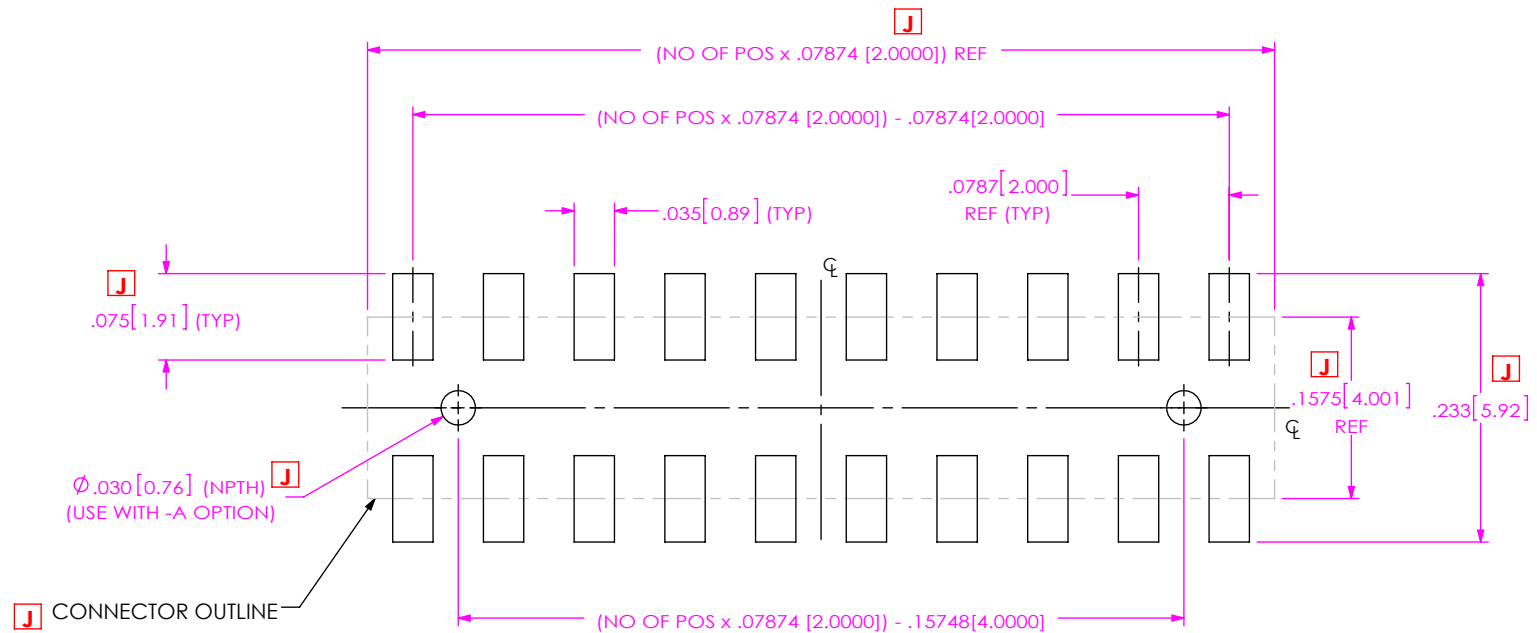 J
(NO OF POS x .07874 [2.0000]) REF
(NO OF POS x .07874 [2.0000]) - .07874[2.0000]
.0787[2.000]
REF (TYP)
.035[0.89] (TYP)
J
.075[1.91] (TYP)
℄
J
.1575[4.001]
REF
J
.233[5.92]
℄
Ø.030[0.76] (NPTH) J
(USE WITH -A OPTION)
J CONNECTOR OUTLINE
(NO OF POS x .07874 [2.0000]) - .15748[4.0000]